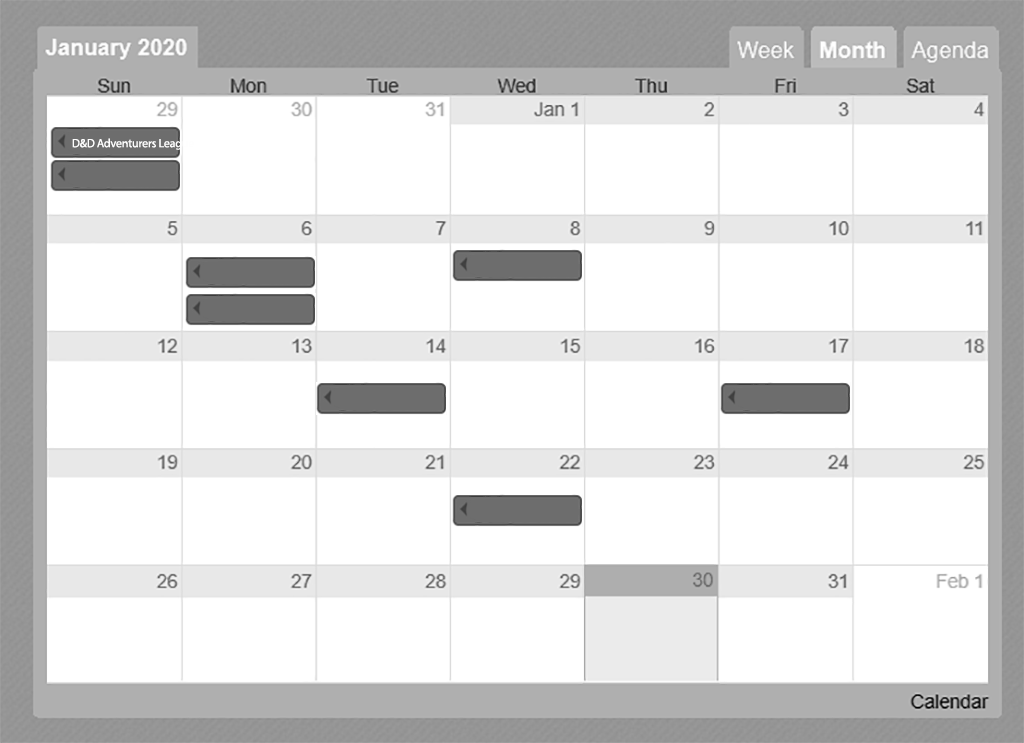 January 2020 Week Month Agenda
Sun Mon Tue Wed Thu Fri Sat
29 30 31 Jan 1 2 3 4
D&D Adventurers Leag
5 6 7 8 9 10 11
12 13 14 15 16 17 18
19 20 21 22 23 24 25
26 27 28 29 30 31 Feb 1
Calendar